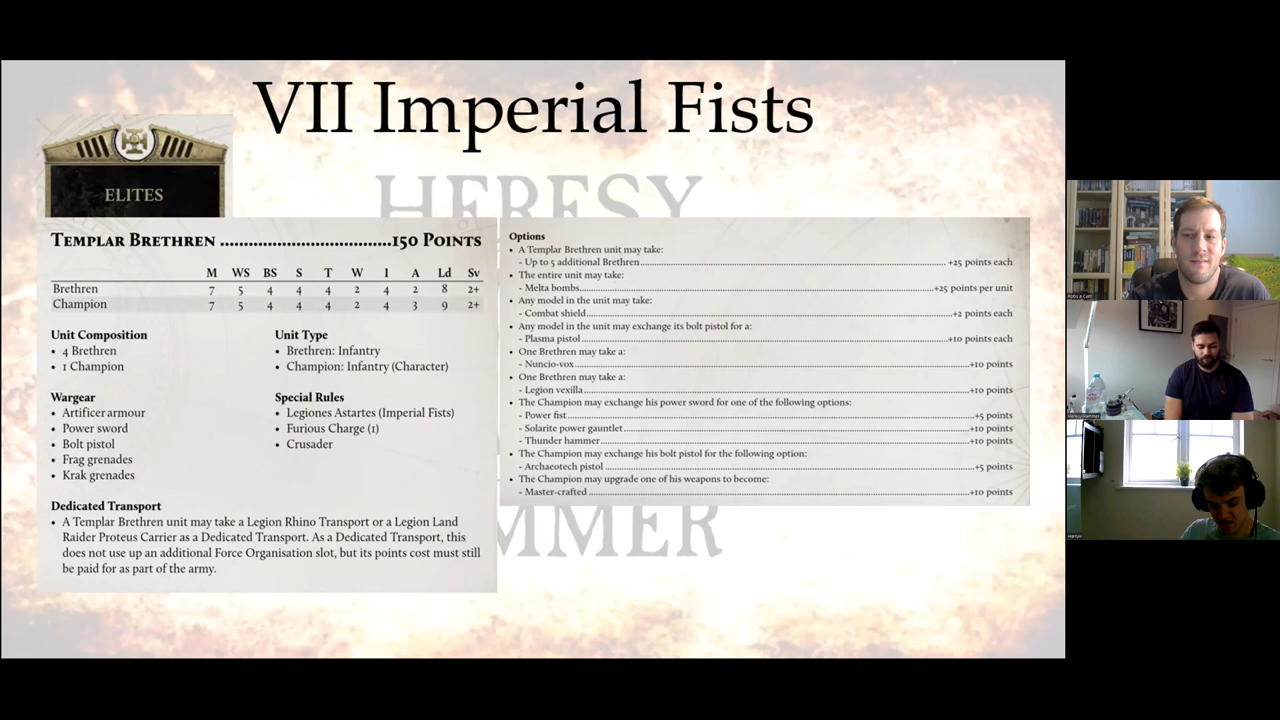 VII Imperial Fists
HERESY
ELITES
Templar Brethren ....................................150 Points
M WS BS S T W I A Ld Sv
Brethren 7 5 4 4 4 2 4 2 8 2+
Champion 7 5 4 4 4 2 4 3 9 2+
Unit Composition
• 4 Brethren
• 1 Champion
Unit Type
• Brethren: Infantry
• Champion: Infantry (Character)
Wargear
• Artificer armour
• Power sword
• Bolt pistol
• Frag grenades
• Krak grenades
Special Rules
• Legiones Astartes (Imperial Fists)
• Furious Charge (1)
• Crusader
Dedicated Transport
• A Templar Brethren unit may take a Legion Rhino Transport or a Legion Land
Raider Proteus Carrier as a Dedicated Transport. As a Dedicated Transport, this
does not use up an additional Force Organisation slot, but its points cost must still
be paid for as part of the army.
Options
• A Templar Brethren unit may take:
- Up to 5 additional Brethren....................+25 points each
• The entire unit may take:
- Melta bombs....................+25 points per unit
• Any model in the unit may take:
- Combat shield....................+2 points each
• Any model in the unit may exchange its bolt pistol for a:
- Plasma pistol....................+10 points each
• One Brethren may take a:
- Nuncio-vox....................+10 points
• One Brethren may take a:
- Legion vexilla....................+10 points
• The Champion may exchange his power sword for one of the following options:
- Power fist....................+5 points
- Solarite power gauntlet....................+10 points
- Thunder hammer....................+10 points
• The Champion may exchange his bolt pistol for the following option:
- Archaeotech pistol....................+5 points
• The Champion may upgrade one of his weapons to become:
- Master-crafted....................+10 points
MMER
Heresy Hammer